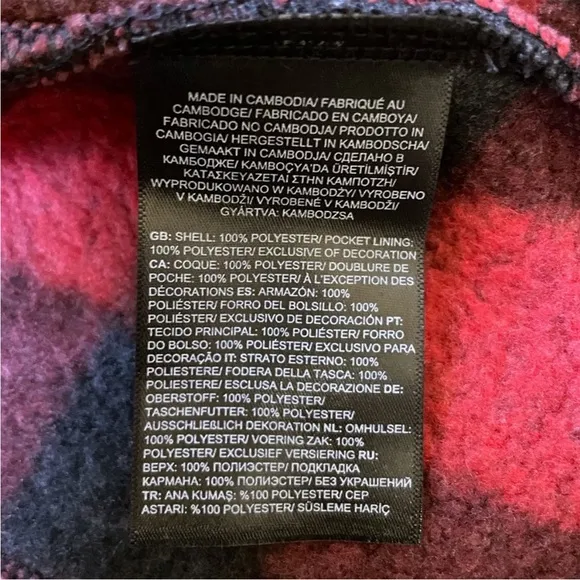 MADE IN CAMBODIA/ FABRIQUÉ AU
CAMBODGE/ FABRICADO EN CAMBOYA/
FABRICADO NO CAMBODJA/ PRODOTTO IN
CAMBOGIA/ HERGESTELLT IN KAMBODSCHA/
GEMAAKT IN CAMBODJA/ СДЕЛАНО В
КАМБОДЖЕ/ KAMBOÇYA'DA ÜRETİLMİŞTİR/
ΚΑΤΑΣΚΕΥΑΖΕΤΑΙ ΣΤΗΝ ΚΑΜΠΟΤΖΗ/
WYPRODUKOWANY W KAMBODŻY/ VYROBENO
V KAMBODŽI/ VYROBENÉ V KAMBODŽI/
GYÁRTVA: KAMBODZSA
GB: SHELL: 100% POLYESTER/ POCKET LINING:
100% POLYESTER/ EXCLUSIVE OF DECORATION
CA: COQUE: 100% POLYESTER/ DOUBLURE DE
POCHE: 100% POLYESTER/ À L'EXCEPTION DES
DÉCORATIONS ES: ARMAZÓN: 100%
POLIÉSTER/ FORRO DEL BOLSILLO: 100%
POLIÉSTER/ EXCLUSIVO DE DECORACIÓN PT:
TECIDO PRINCIPAL: 100% POLIÉSTER/ FORRO
DO BOLSO: 100% POLIÉSTER/ EXCLUSIVO PARA
DECORAÇÃO IT: STRATO ESTERNO: 100%
POLIESTERE/ FODERA DELLA TASCA: 100%
POLIESTERE/ ESCLUSA LA DECORAZIONE DE:
OBERSTOFF: 100% POLYESTER/
TASCHENFUTTER: 100% POLYESTER/
AUSSCHLIEßLICH DEKORATION NL: OMHULSEL:
100% POLYESTER/ VOERING ZAK: 100%
POLYESTER/ EXCLUSIEF VERSIERING RU:
ВЕРХ: 100% ПОЛИЭСТЕР/ ПОДКЛАДКА
КАРМАНА: 100% ПОЛИЭСТЕР/ БЕЗ УКРАШЕНИЙ
TR: ANA KUMAŞ: %100 POLYESTER/ CEP
ASTARI: %100 POLYESTER/ SÜSLEME HARİÇ